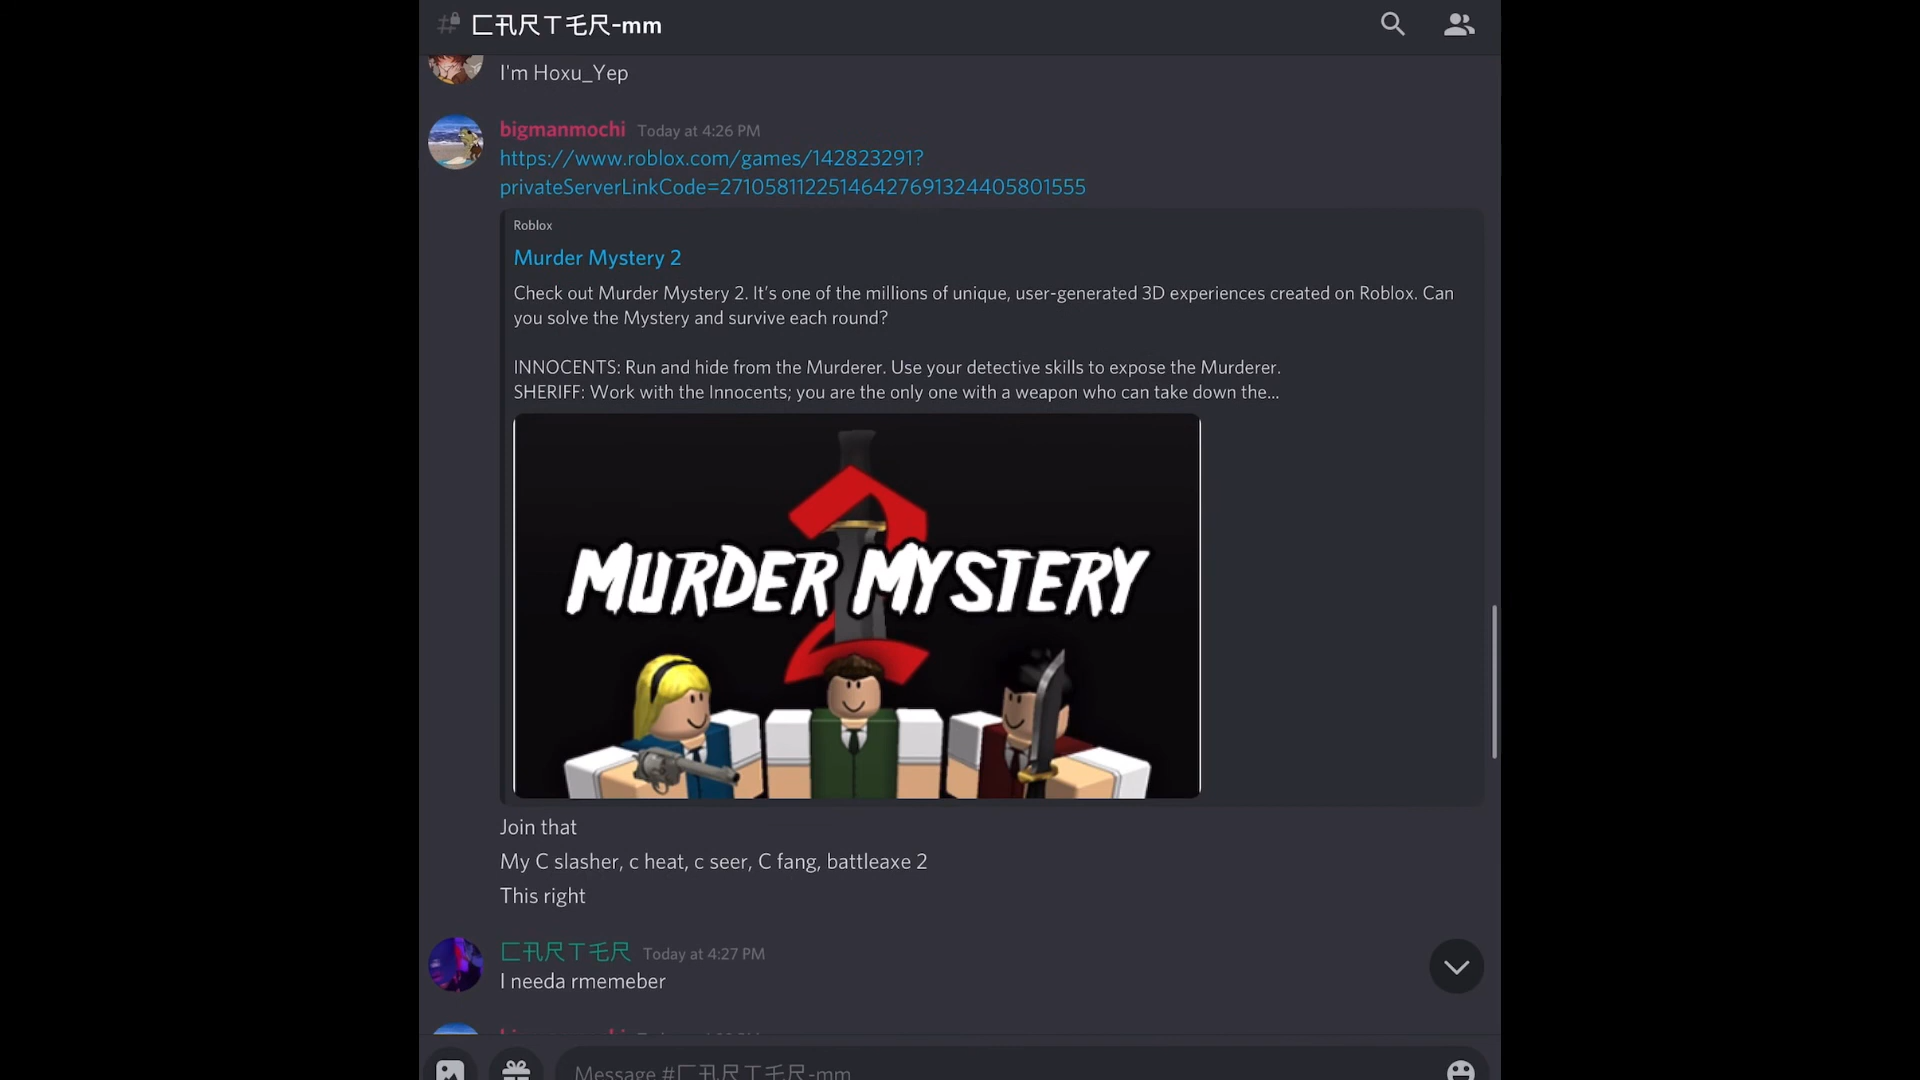 匚卂尺丅乇尺-mm
I'm Hoxu_Yep
bigmanmochi Today at 4:26 PM
https://www.roblox.com/games/142823291?
privateServerLinkCode=27105811225146427691324405801555
Roblox
Murder Mystery 2
Check out Murder Mystery 2. It's one of the millions of unique, user-generated 3D experiences created on Roblox. Can
you solve the Mystery and survive each round?
INNOCENTS: Run and hide from the Murderer. Use your detective skills to expose the Murderer.
SHERIFF: Work with the Innocents; you are the only one with a weapon who can take down the...
2
MURDER MYSTERY
Join that
My C slasher, c heat, c seer, C fang, battleaxe 2
This right
匚卂尺丅乇尺 Today at 4:27 PM
I needa rmemeber
Message #匚卂尺丅乇尺-mm